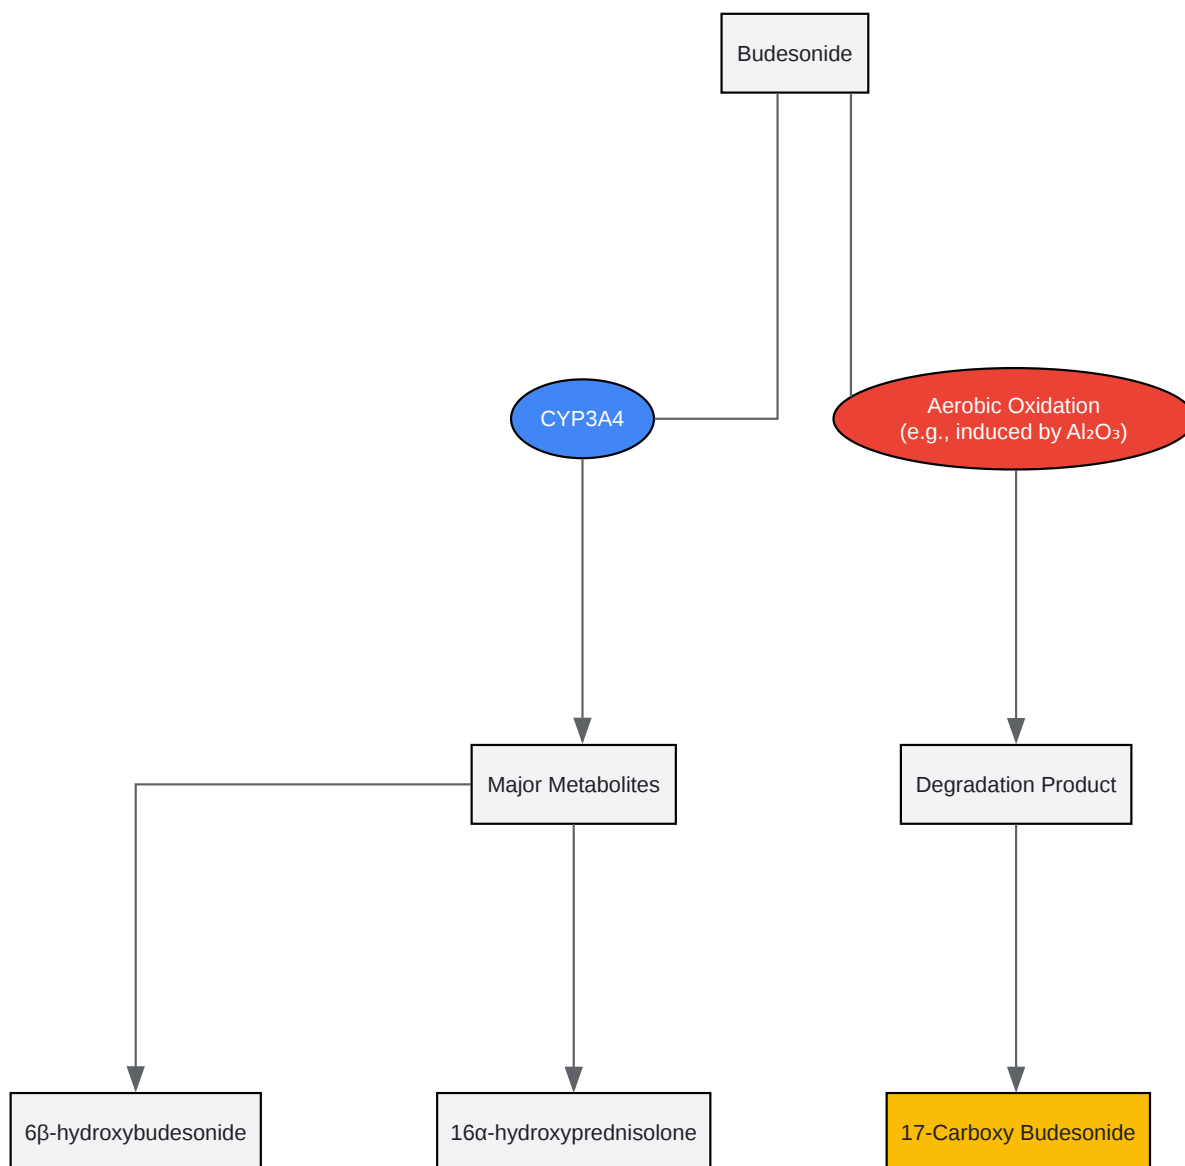 Budesonide
CYP3A4
Aerobic Oxidation
(e.g., induced by Al₂O₃)
Major Metabolites
Degradation Product
6β-hydroxybudesonide
16α-hydroxyprednisolone
17-Carboxy Budesonide